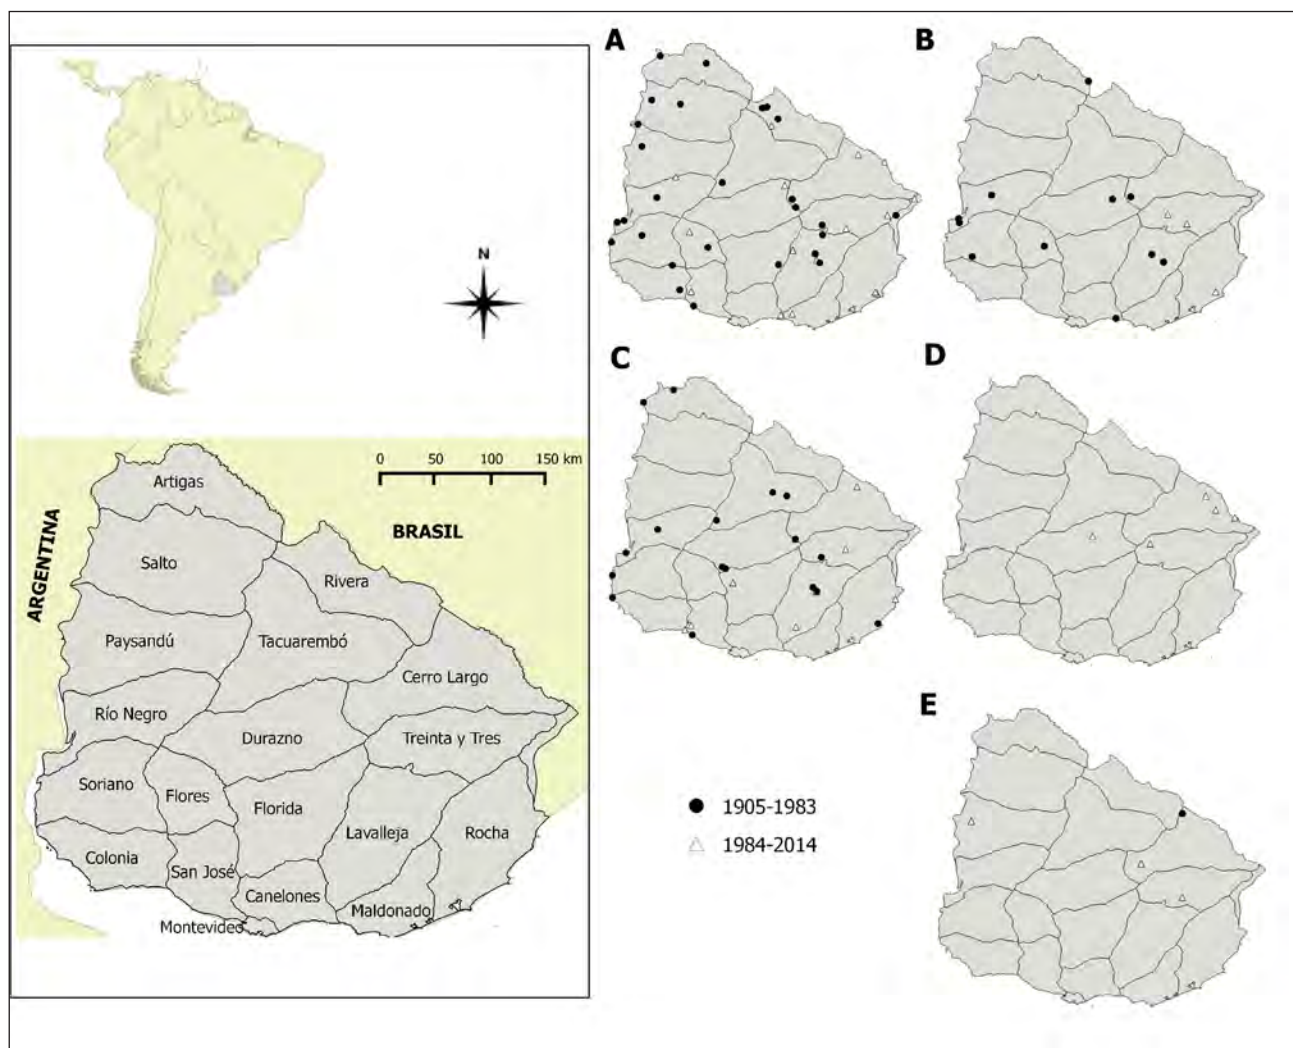 N
0 50 100 150 km
ARGENTINA
BRASIL
Artigas
Salto
Rivera
Paysandú
Tacuarembó
Cerro Largo
Río Negro
Durazno
Treinta y Tres
Soriano
Flores
Florida
Lavalleja
Rocha
Colonia
San José
Canelones
Maldonado
Montevideo
A
B
C
D
E
1905-1983
1984-2014